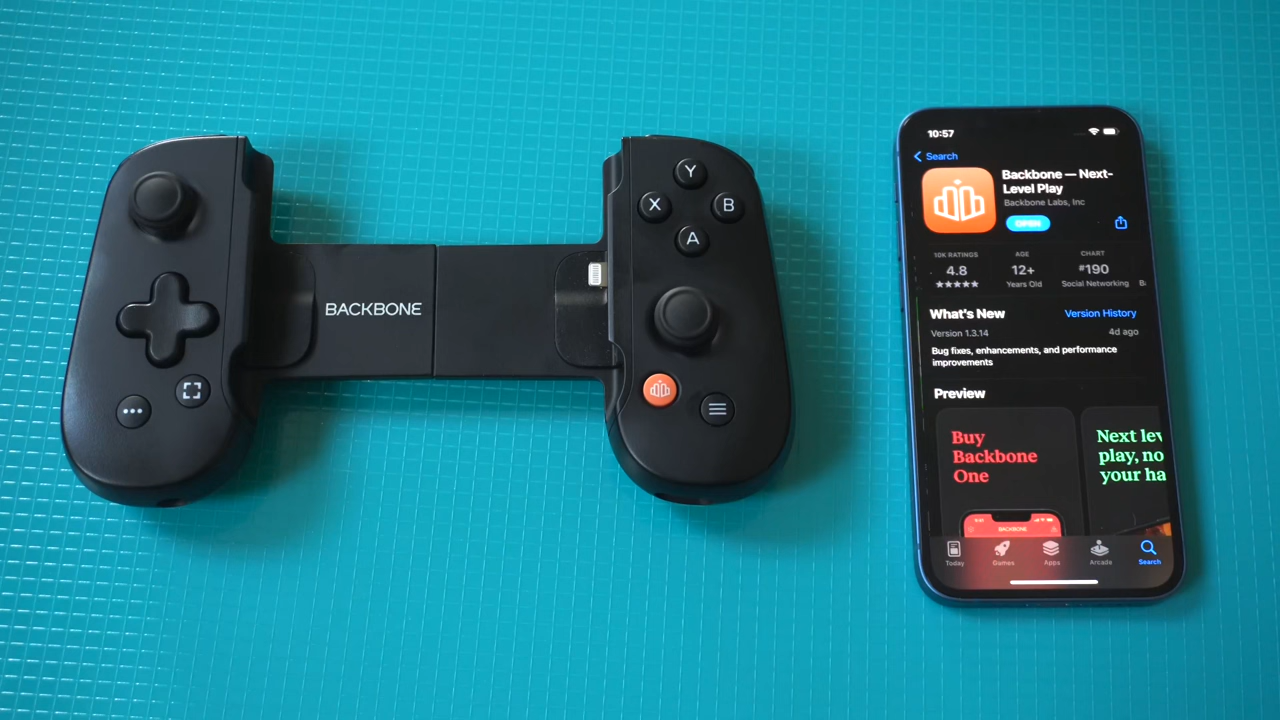 BACKBONE
Y
X
B
A
10:57
Search
Backbone — Next-
Level Play
Backbone Labs, Inc
OPEN
10K RATINGS
4.8
AGE
12+
Years Old
CHART
#190
Social Networking
What's New
Version History
Version 1.3.14
4d ago
Bug fixes, enhancements, and performance
improvements
Preview
Buy
Backbone
One
BACKBONE
Next lev
play, no
your ha
Today
Games
Apps
Arcade
Search